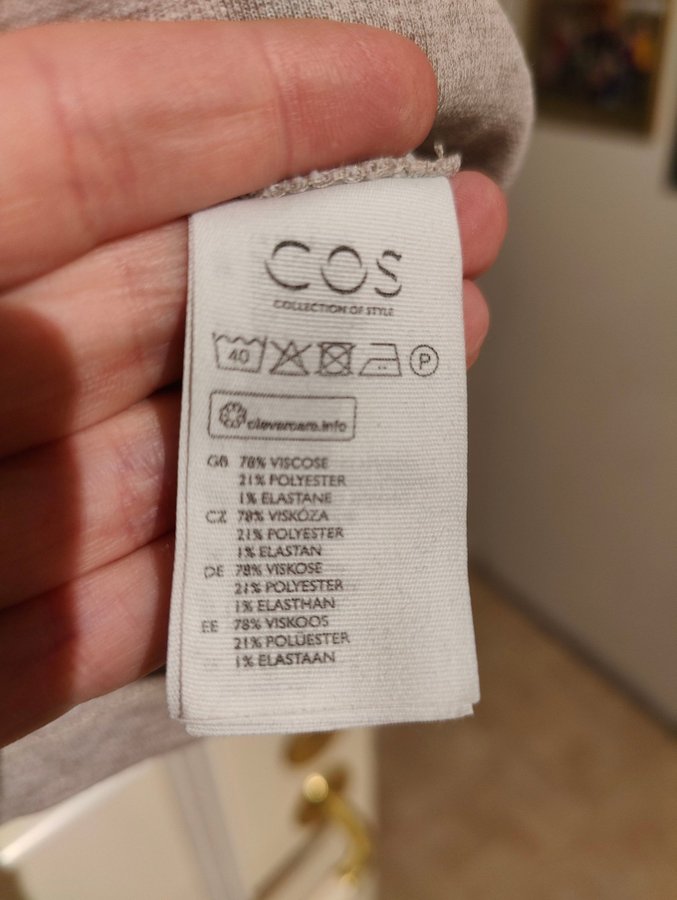 COS
COLLECTION OF STYLE
40 P
clevercare.info
GB 78% VISCOSE
21% POLYESTER
1% ELASTANE
CZ 78% VISKÓZA
21% POLYESTER
1% ELASTAN
DE 78% VISKOSE
21% POLYESTER
1% ELASTHAN
EE 78% VISKOOS
21% POLÜESTER
1% ELASTAAN